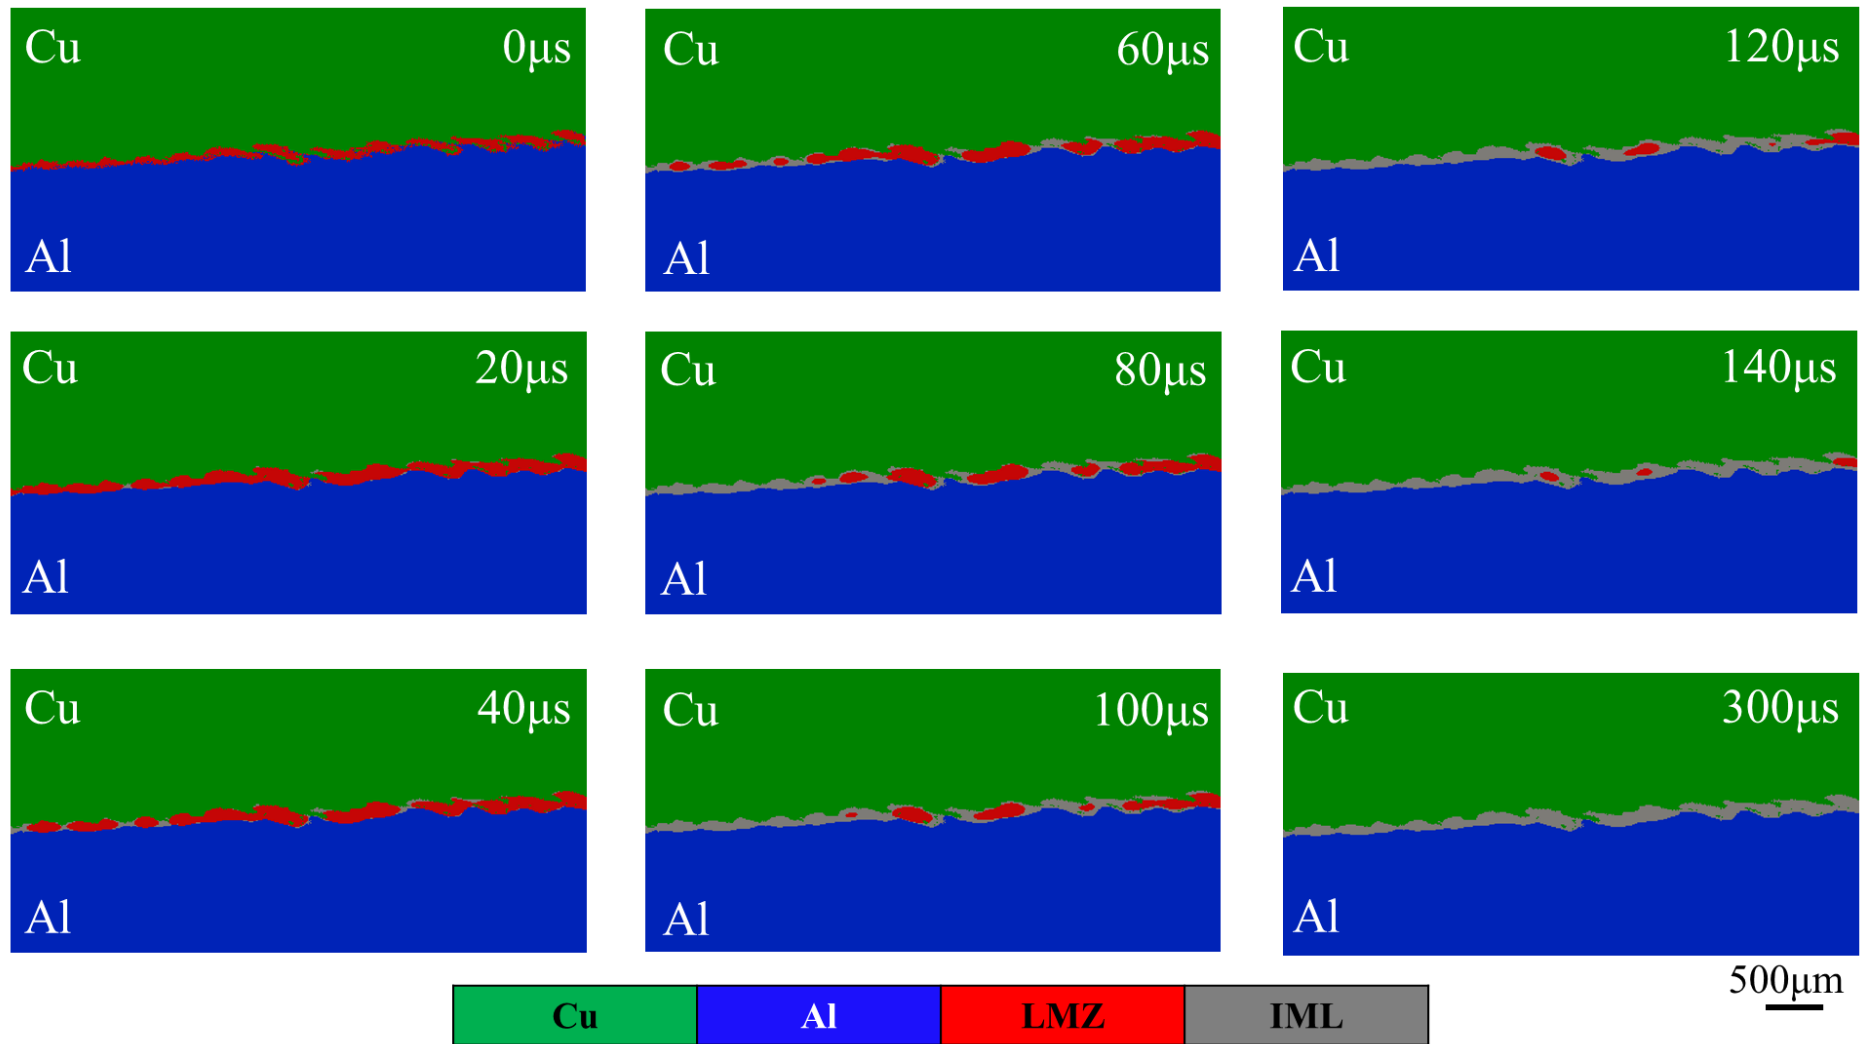 Cu 0μs
Al
Cu 60μs
Al
Cu 120μs
Al
Cu 20μs
Al
Cu 80μs
Al
Cu 140μs
Al
Cu 40μs
Al
Cu 100μs
Al
Cu 300μs
Al
500μm
Cu Al LMZ IML